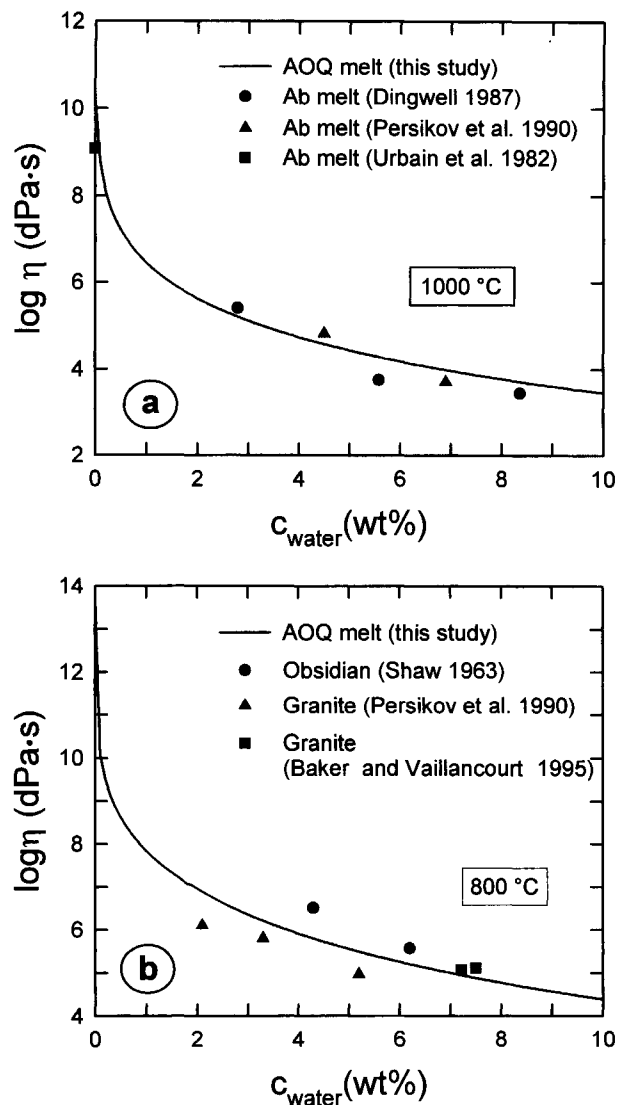 12
10
8
6
4
2
log η (dPa·s)
AOQ melt (this study)
Ab melt (Dingwell 1987)
Ab melt (Persikov et al. 1990)
Ab melt (Urbain et al. 1982)
1000 °C
a
0 2 4 6 8 10
c_water (wt%)
14
12
10
8
6
4
logη (dPa·s)
AOQ melt (this study)
Obsidian (Shaw 1963)
Granite (Persikov et al. 1990)
Granite
(Baker and Vaillancourt 1995)
800 °C
b
0 2 4 6 8 10
c_water (wt%)